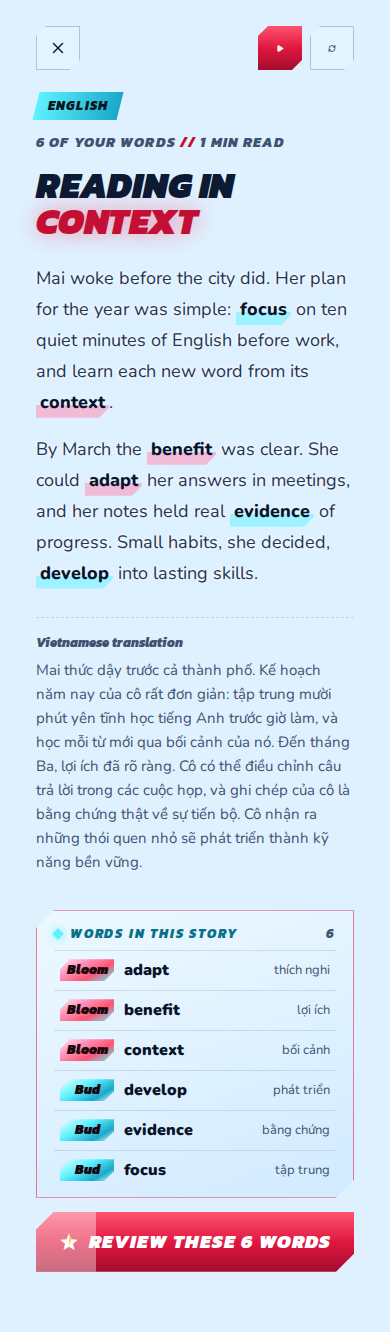 ENGLISH
6 OF YOUR WORDS // 1 MIN READ
READING IN
CONTEXT
Mai woke before the city did. Her plan
for the year was simple: focus on ten
quiet minutes of English before work,
and learn each new word from its
context.
By March the benefit was clear. She
could adapt her answers in meetings,
and her notes held real evidence of
progress. Small habits, she decided,
develop into lasting skills.
Vietnamese translation
Mai thức dậy trước cả thành phố. Kế hoạch
năm nay của cô rất đơn giản: tập trung mười
phút yên tĩnh học tiếng Anh trước giờ làm, và
học mỗi từ mới qua bối cảnh của nó. Đến tháng
Ba, lợi ích đã rõ ràng. Cô có thể điều chỉnh câu
trả lời trong các cuộc họp, và ghi chép của cô là
bằng chứng thật về sự tiến bộ. Cô nhận ra
những thói quen nhỏ sẽ phát triển thành kỹ
năng bền vững.
WORDS IN THIS STORY 6
Bloom adapt thích nghi
Bloom benefit lợi ích
Bloom context bối cảnh
Bud develop phát triển
Bud evidence bằng chứng
Bud focus tập trung
REVIEW THESE 6 WORDS